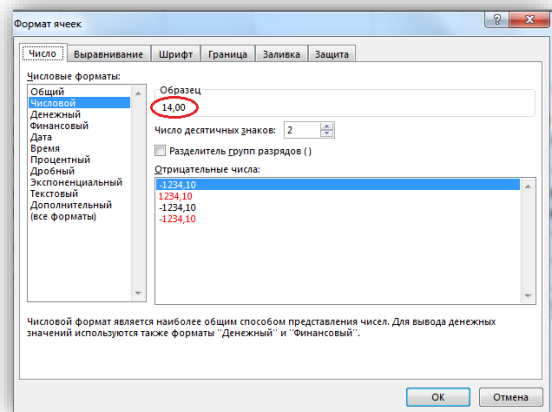 Формат ячеек
Число Выравнивание Шрифт Граница Заливка Защита
Числовые форматы:
Общий
Числовой
Денежный
Финансовый
Дата
Время
Процентный
Дробный
Экспоненциальный
Текстовый
Дополнительный
(все форматы)
Образец
14,00
Число десятичных знаков: 2
Разделитель групп разрядов ( )
Отрицательные числа:
-1234,10
1234,10
-1234,10
-1234,10
Числовой формат является наиболее общим способом представления чисел. Для вывода денежных
значений используются также форматы "Денежный" и "Финансовый".
ОК Отмена